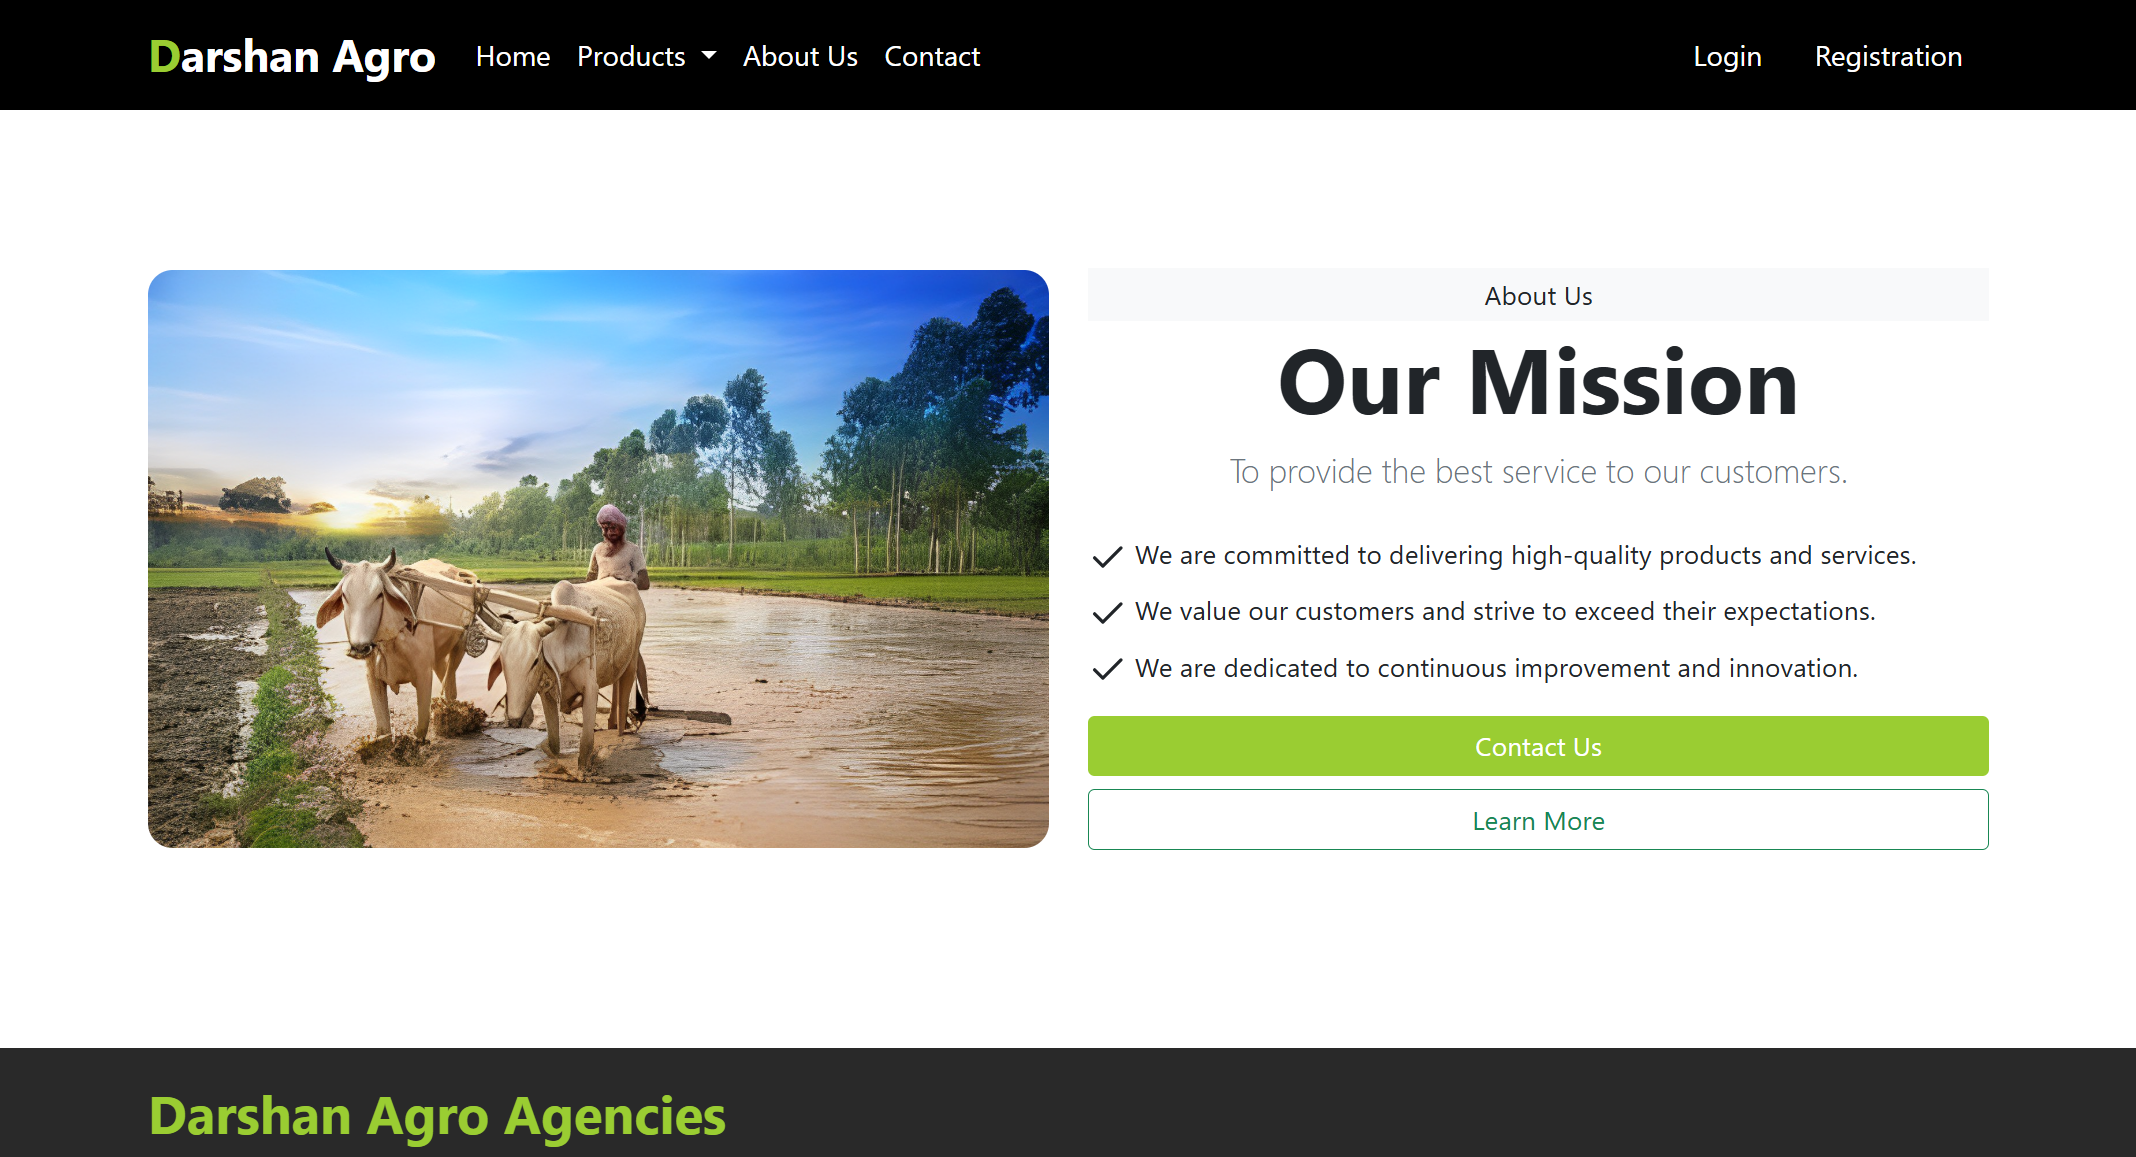 Darshan Agro
Home
Products
About Us
Contact
Login
Registration
About Us
Our Mission
To provide the best service to our customers.
We are committed to delivering high-quality products and services.
We value our customers and strive to exceed their expectations.
We are dedicated to continuous improvement and innovation.
Contact Us
Learn More
Darshan Agro Agencies